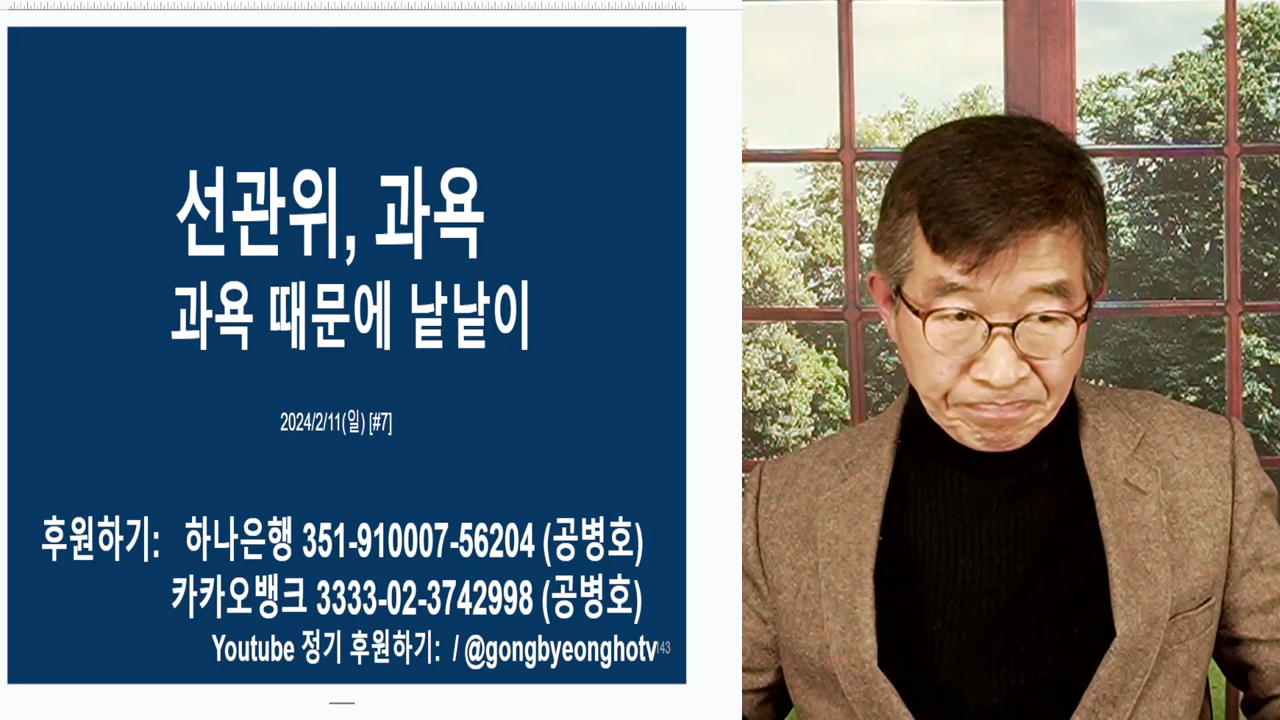 선관위, 과욕
과욕 때문에 낱낱이
2024/2/11(일) [#7]
후원하기: 하나은행 351-910007-56204 (공병호)
카카오뱅크 3333-02-3742998 (공병호)
Youtube 정기 후원하기: / @gongbyeonghotv
143